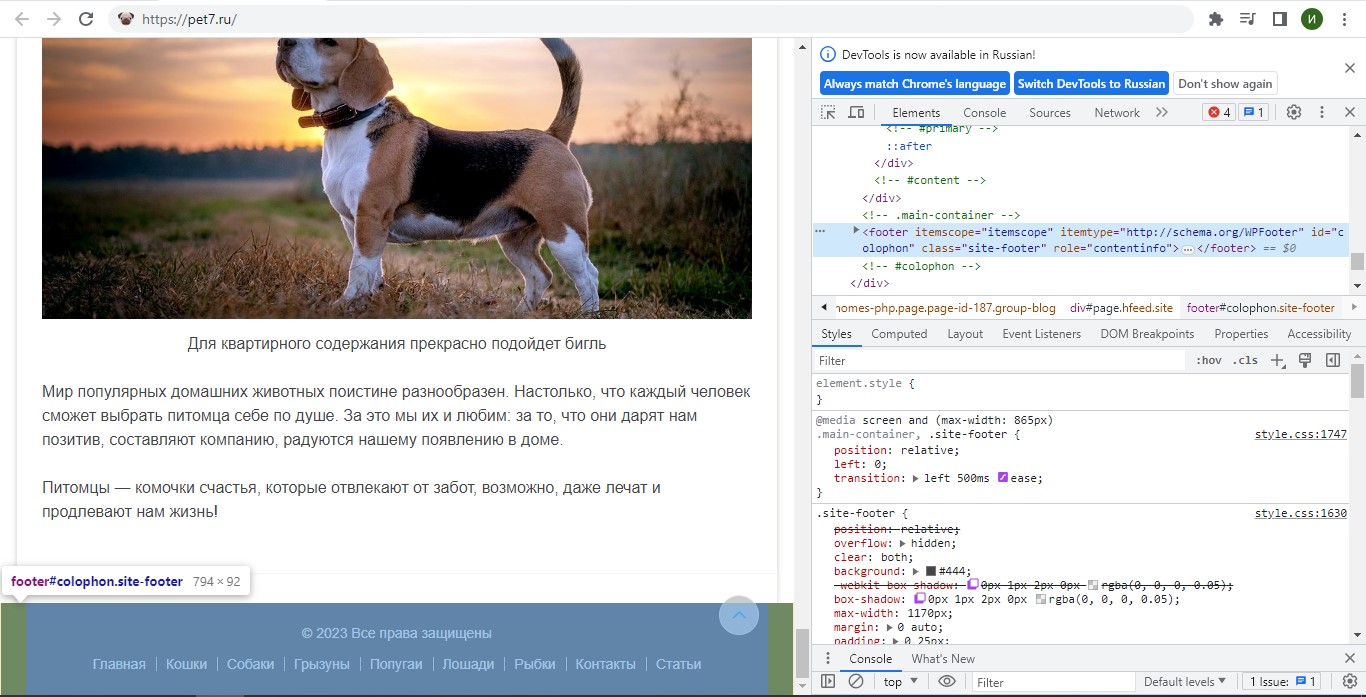 https://pet7.ru/
И
Для квартирного содержания прекрасно подойдет бигль
Мир популярных домашних животных поистине разнообразен. Настолько, что каждый человек
сможет выбрать питомца себе по душе. За это мы их и любим: за то, что они дарят нам
позитив, составляют компанию, радуются нашему появлению в доме.
Питомцы — комочки счастья, которые отвлекают от забот, возможно, даже лечат и
продлевают нам жизнь!
footer#colophon.site-footer 794 × 92
© 2023 Все права защищены
Главная Кошки Собаки Грызуны Попугаи Лошади Рыбки Контакты Статьи
DevTools is now available in Russian!
Always match Chrome's language Switch DevTools to Russian Don't show again
Elements Console Sources Network 4 1
<!-- #primary -->
::after
</div>
<!-- #content -->
</div>
<!-- .main-container -->
<footer itemscope="itemscope" itemtype="http://schema.org/WPFooter" id="c
olophon" class="site-footer" role="contentinfo">…</footer> == $0
<!-- #colophon -->
</div>
omes-php.page.page-id-187.group-blog div#page.hfeed.site footer#colophon.site-footer
Styles Computed Layout Event Listeners DOM Breakpoints Properties Accessibility
Filter :hov .cls
element.style {
}
@media screen and (max-width: 865px)
.main-container, .site-footer { style.css:1747
position: relative;
left: 0;
transition: left 500ms ease;
}
.site-footer { style.css:1630
position: relative;
overflow: hidden;
clear: both;
background: #444;
-webkit-box-shadow: 0px 1px 2px 0px rgba(0, 0, 0, 0.05);
box-shadow: 0px 1px 2px 0px rgba(0, 0, 0, 0.05);
max-width: 1170px;
margin: 0 auto;
padding: 0 25px;
Console What's New
top Filter Default levels 1 Issue: 1